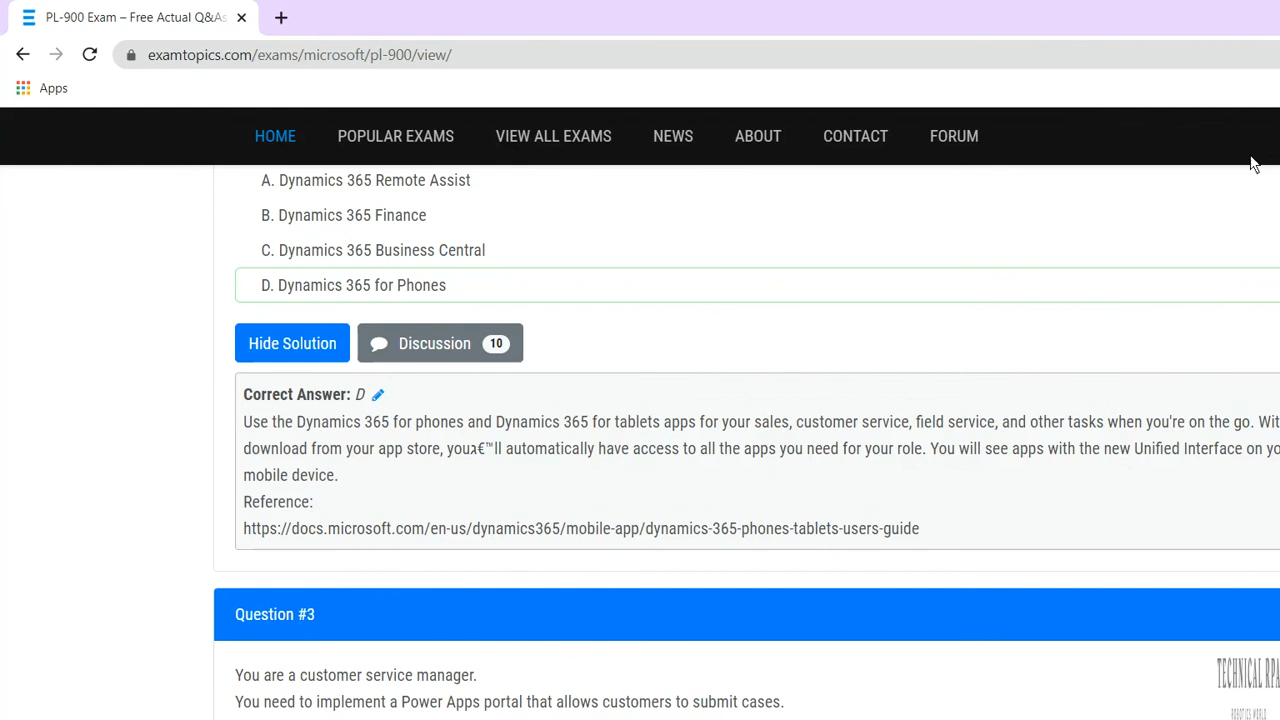 PL-900 Exam – Free Actual Q&As
examtopics.com/exams/microsoft/pl-900/view/
Apps
HOME POPULAR EXAMS VIEW ALL EXAMS NEWS ABOUT CONTACT FORUM
A. Dynamics 365 Remote Assist
B. Dynamics 365 Finance
C. Dynamics 365 Business Central
D. Dynamics 365 for Phones
Hide Solution Discussion 10
Correct Answer: D
Use the Dynamics 365 for phones and Dynamics 365 for tablets apps for your sales, customer service, field service, and other tasks when you're on the go. Wit
download from your app store, youג€™ll automatically have access to all the apps you need for your role. You will see apps with the new Unified Interface on yo
mobile device.
Reference:
https://docs.microsoft.com/en-us/dynamics365/mobile-app/dynamics-365-phones-tablets-users-guide
Question #3
You are a customer service manager.
You need to implement a Power Apps portal that allows customers to submit cases.
TECHNICAL RPA
ROBOTICS WORLD